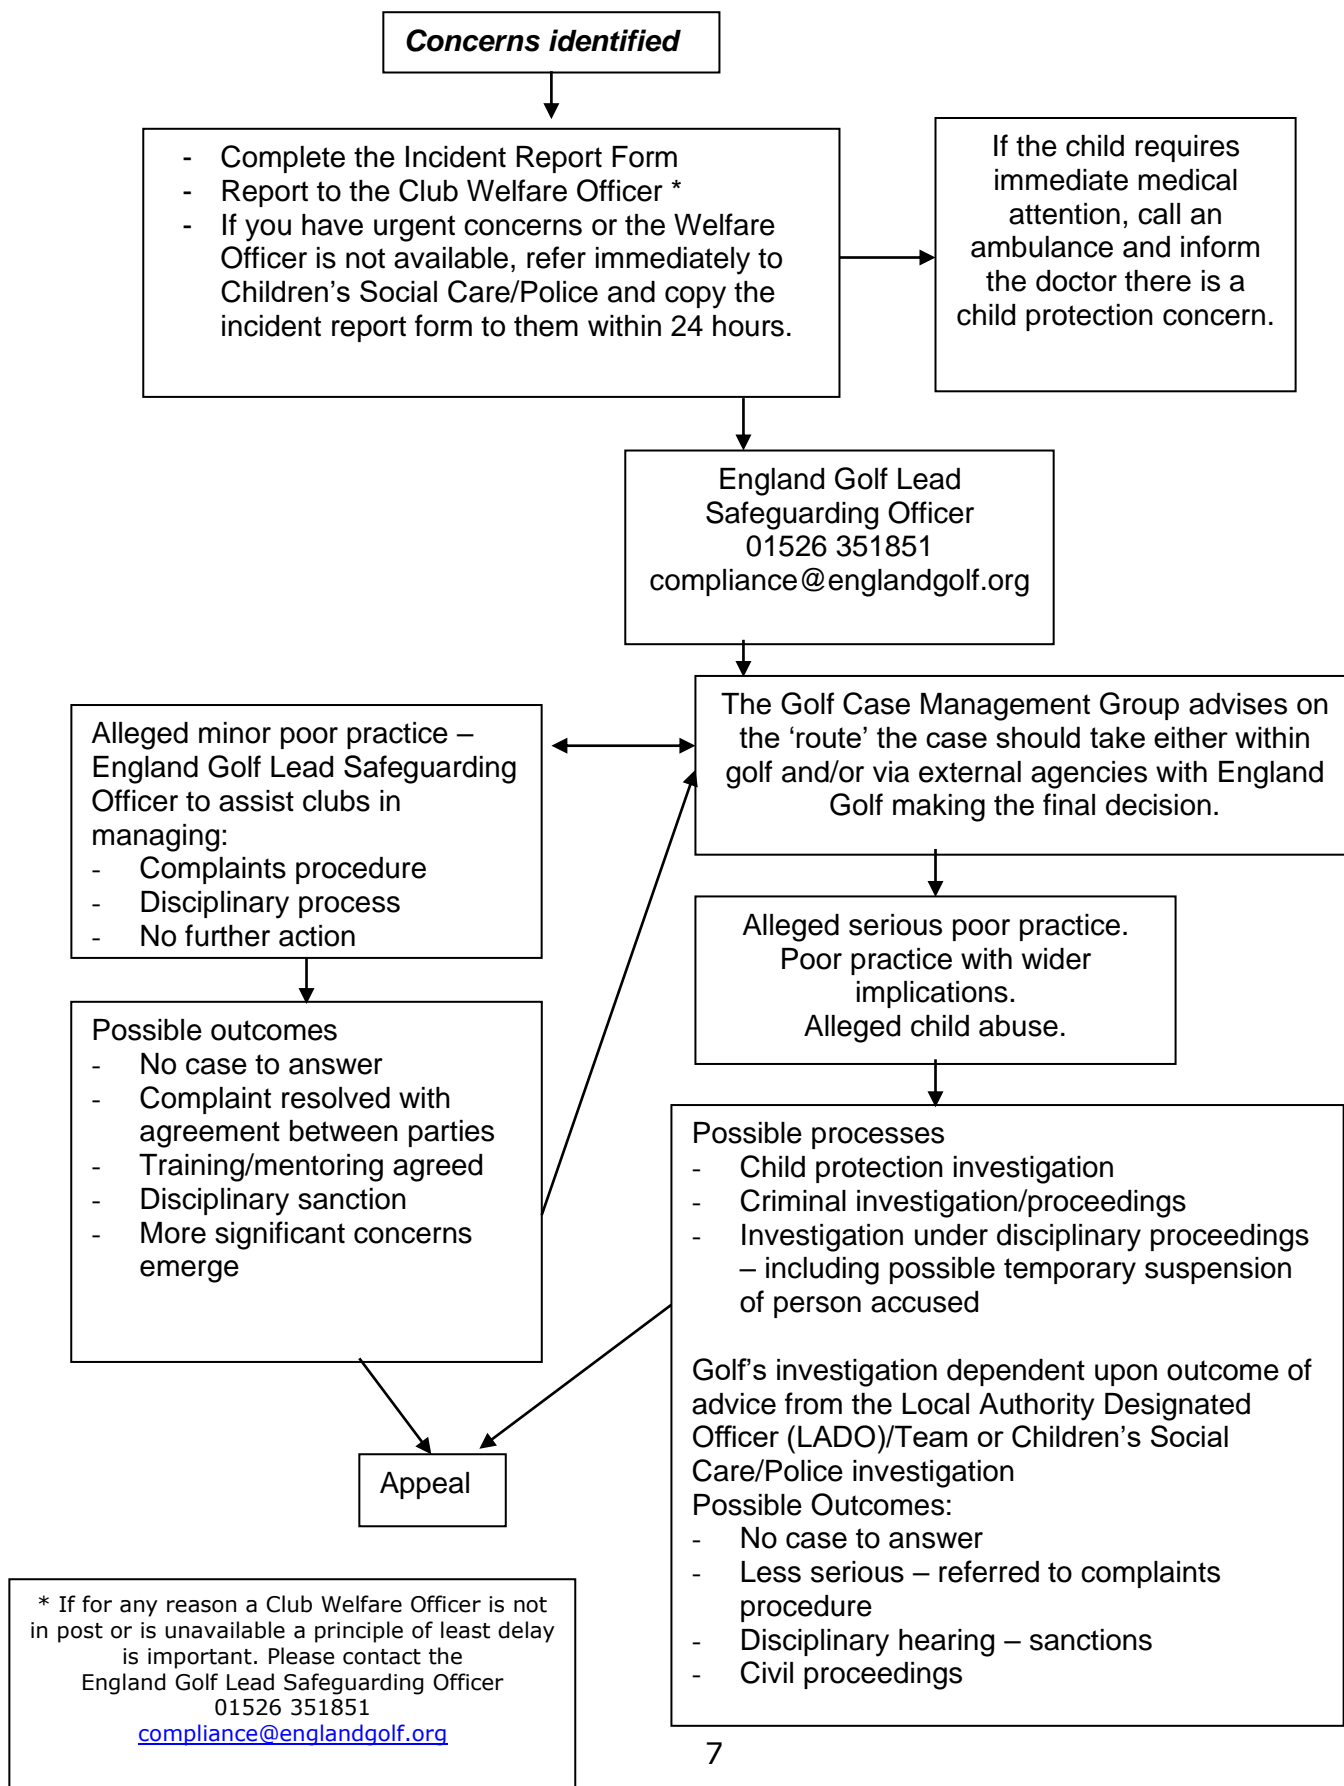 Concerns identified
- Complete the Incident Report Form
- Report to the Club Welfare Officer *
- If you have urgent concerns or the Welfare
Officer is not available, refer immediately to
Children’s Social Care/Police and copy the
incident report form to them within 24 hours.
If the child requires
immediate medical
attention, call an
ambulance and inform
the doctor there is a
child protection concern.
England Golf Lead
Safeguarding Officer
01526 351851
compliance@englandgolf.org
The Golf Case Management Group advises on
the ‘route’ the case should take either within
golf and/or via external agencies with England
Golf making the final decision.
Alleged minor poor practice –
England Golf Lead Safeguarding
Officer to assist clubs in
managing:
- Complaints procedure
- Disciplinary process
- No further action
Alleged serious poor practice.
Poor practice with wider
implications.
Alleged child abuse.
Possible outcomes
- No case to answer
- Complaint resolved with
agreement between parties
- Training/mentoring agreed
- Disciplinary sanction
- More significant concerns
emerge
Possible processes
- Child protection investigation
- Criminal investigation/proceedings
- Investigation under disciplinary proceedings
– including possible temporary suspension
of person accused
Golf’s investigation dependent upon outcome of
advice from the Local Authority Designated
Officer (LADO)/Team or Children’s Social
Care/Police investigation
Possible Outcomes:
- No case to answer
- Less serious – referred to complaints
procedure
- Disciplinary hearing – sanctions
- Civil proceedings
Appeal
* If for any reason a Club Welfare Officer is not
in post or is unavailable a principle of least delay
is important. Please contact the
England Golf Lead Safeguarding Officer
01526 351851
compliance@englandgolf.org
7